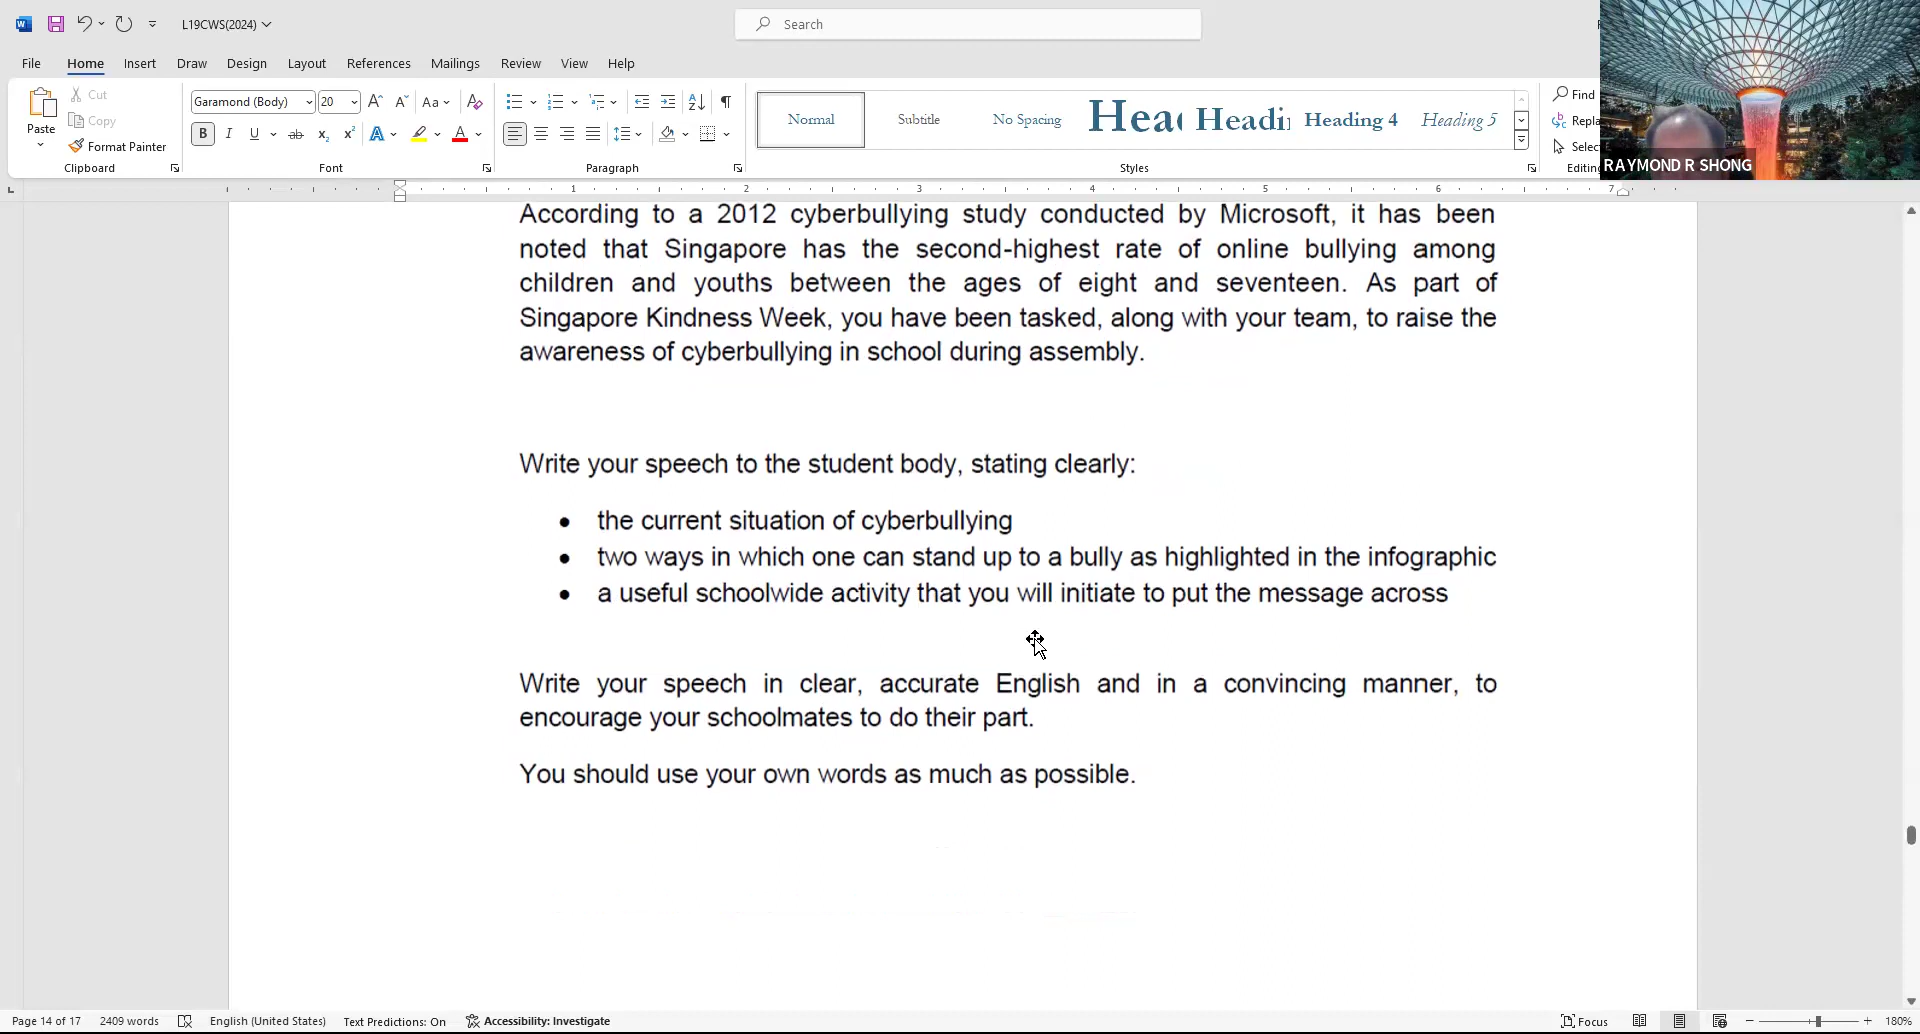 L19CWS(2024)
Search
File Home Insert Draw Design Layout References Mailings Review View Help
Paste
Cut
Copy
Format Painter
Clipboard
Garamond (Body) 20
Font
Paragraph
Normal Subtitle No Spacing Heading 4 Heading 5
Styles
Find
Editing
RAYMOND R SHONG
1 2 3 4 5 6 7
According to a 2012 cyberbullying study conducted by Microsoft, it has been
noted that Singapore has the second-highest rate of online bullying among
children and youths between the ages of eight and seventeen. As part of
Singapore Kindness Week, you have been tasked, along with your team, to raise the
awareness of cyberbullying in school during assembly.
Write your speech to the student body, stating clearly:
• the current situation of cyberbullying
• two ways in which one can stand up to a bully as highlighted in the infographic
• a useful schoolwide activity that you will initiate to put the message across
Write your speech in clear, accurate English and in a convincing manner, to
encourage your schoolmates to do their part.
You should use your own words as much as possible.
Page 14 of 17 2409 words English (United States) Text Predictions: On Accessibility: Investigate Focus 180%